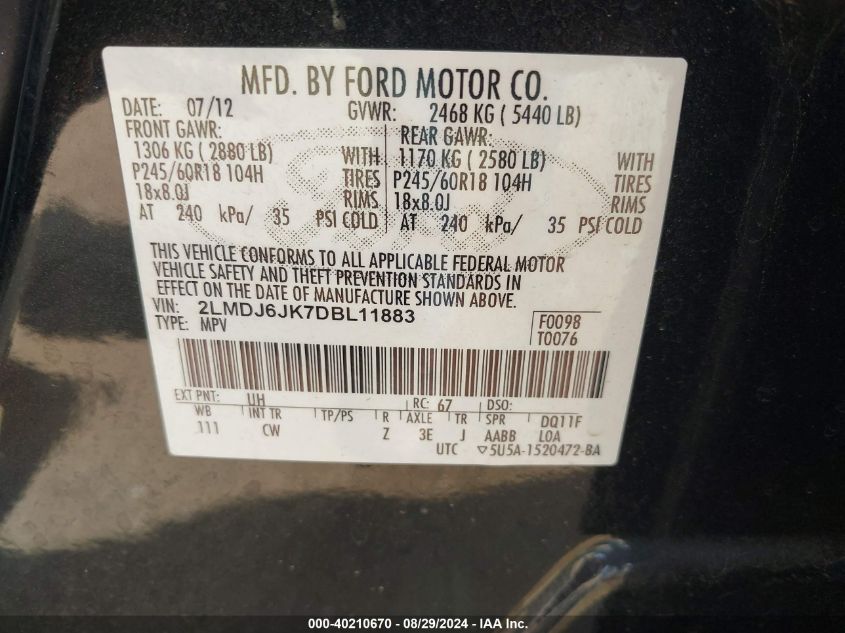 MFD. BY FORD MOTOR CO.
DATE: 07/12 GVWR: 2468 KG ( 5440 LB)
FRONT GAWR: REAR GAWR:
1306 KG ( 2880 LB) WITH 1170 KG ( 2580 LB) WITH
P245/60R18 104H TIRES P245/60R18 104H TIRES
18x8.0J RIMS 18x8.0J RIMS
AT 240 kPa/ 35 PSI COLD AT 240 kPa/ 35 PSI COLD
THIS VEHICLE CONFORMS TO ALL APPLICABLE FEDERAL MOTOR
VEHICLE SAFETY AND THEFT PREVENTION STANDARDS IN
EFFECT ON THE DATE OF MANUFACTURE SHOWN ABOVE.
VIN: 2LMDJ6JK7DBL11883 F0098
TYPE: MPV T0076
EXT PNT: UH RC: 67 DSO:
WB INT TR TP/PS R AXLE TR SPR DQ11F
111 CW Z 3E J AABB LOA
UTC ▽5U5A-1520472-BA
000-40210670 - 08/29/2024 - IAA Inc.